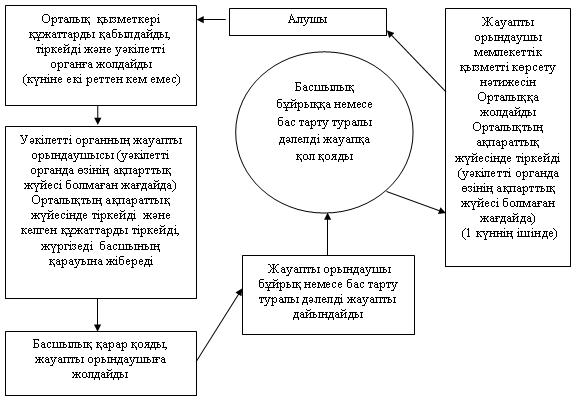 Орталық қызметкері
құжаттарды қабылдайды,
тіркейді және уәкілетті
органға жолдайды
(күніне екі реттен кем емес)
Алушы
Жауапты
орындаушы
мемлекеттік
қызметті көрсету
нәтижесін
Орталыққа
жолдайды
Орталықтың
ақпараттық
жүйесінде тіркейді
(уәкілетті органда
өзінің ақпарттық
жүйесі болмаған
жағдайда)
(1 күннің ішінде)
Басшылық
бұйрыққа немесе
бас тарту туралы
дәлелді жауапқа
қол қояды
Уәкілетті органның жауапты
орындаушысы (уәкілетті
органда өзінің ақпарттық
жүйесі болмаған жағдайда)
Орталықтың ақпараттық
жүйесінде тіркейді және
келген құжаттарды тіркейді,
жүргізеді басшының
қарауына жібереді
Жауапты орындаушы
бұйрық немесе бас тарту
туралы дәлелді жауапты
дайындайды
Басшылық қарар қояды,
жауапты орындаушыға
жолдайды